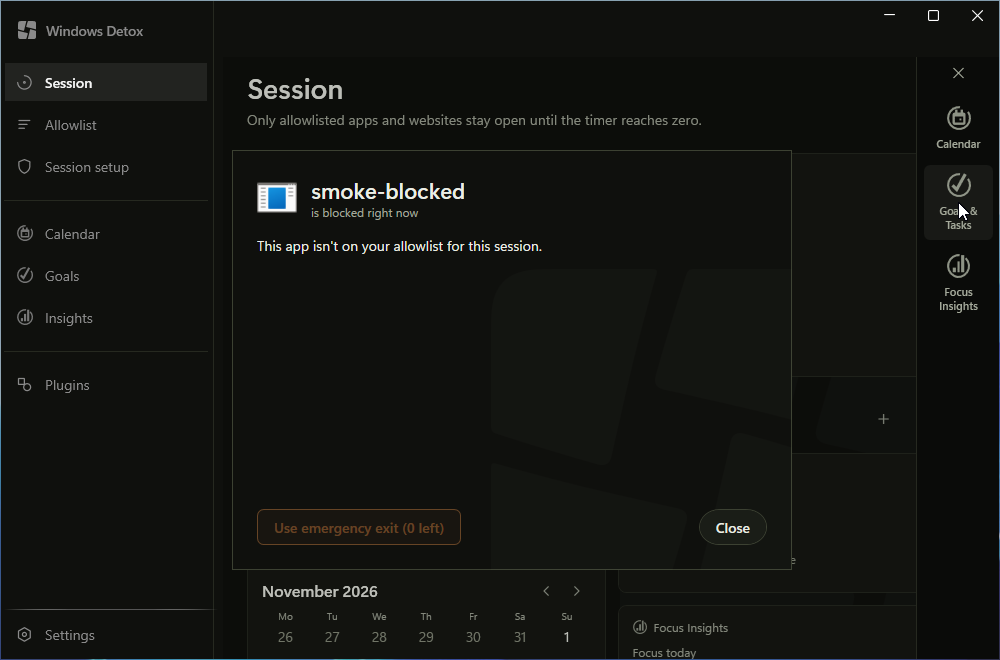 Windows Detox
Session
Allowlist
Session setup
Calendar
Goals
Insights
Plugins
Settings
Session
Only allowlisted apps and websites stay open until the timer reaches zero.
smoke-blocked
is blocked right now
This app isn't on your allowlist for this session.
Use emergency exit (0 left)
Close
November 2026
Mo Tu We Th Fr Sa Su
26 27 28 29 30 31 1
Focus Insights
Focus today
Calendar
Tasks
Focus
Insights